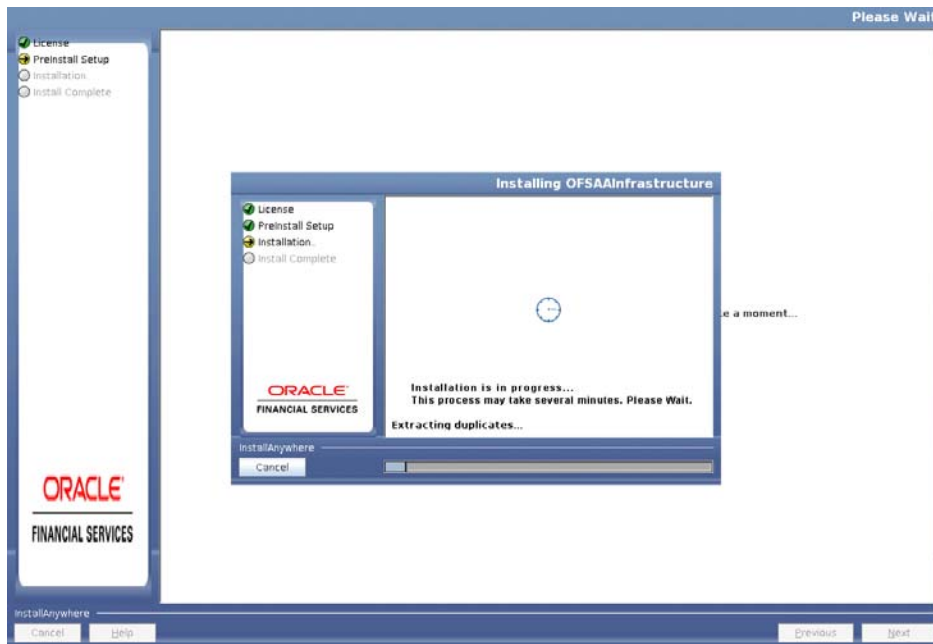 Please Wait
License
Preinstall Setup
Installation.
Install Complete
Installing OFSAAInfrastructure
License
Preinstall Setup
Installation..
Install Complete
a moment...
ORACLE
FINANCIAL SERVICES
Installation is in progress...
This process may take several minutes. Please Wait.
Extracting duplicates...
InstallAnywhere
Cancel
ORACLE
FINANCIAL SERVICES
InstallAnywhere
Cancel
Help
Previous
Next